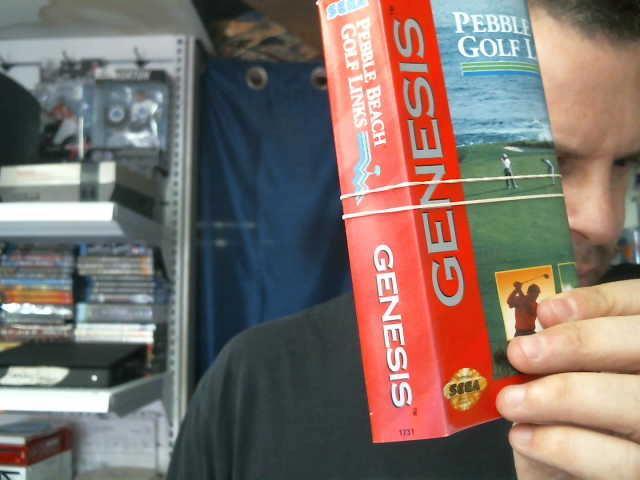 SEGA
PEBBLE BEACH
GOLF LINKS
GENESIS
1731
GENESIS
SEGA
PEBBLE
GOLF L